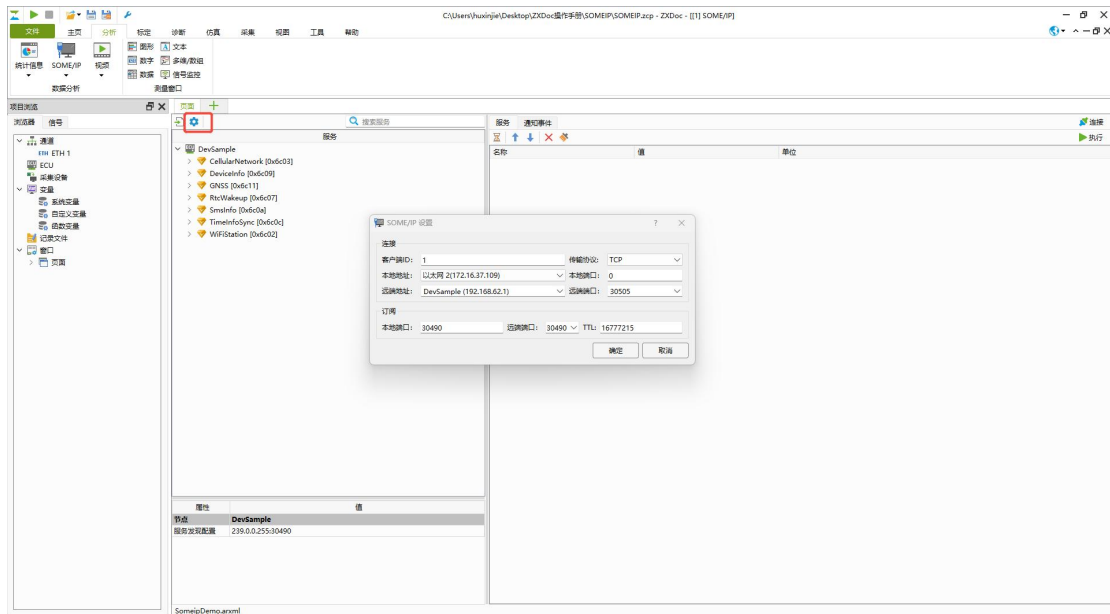 C:\Users\huxinjie\Desktop\ZXDoc操作手册\SOMEIP\SOMEIP.zcp - ZXDoc - [[1] SOME/IP]
文件 主页 分析 标定 诊断 仿真 采集 视图 工具 帮助
统计信息 SOME/IP 视频
图形 文本
数字 多维/数组
数据 信号监控
数据分析 测量窗口
项目浏览
浏览器 信号
通道
ETH ETH 1
ECU
采集设备
变量
系统变量
自定义变量
函数变量
记录文件
窗口
页面
页面
搜索服务
服务
DevSample
CellularNetwork [0x6c03]
DeviceInfo [0x6c09]
GNSS [0x6c11]
RtcWakeup [0x6c07]
SmsInfo [0x6c0a]
TimeInfoSync [0x6c0c]
WiFiStation [0x6c02]
属性 值
节点 DevSample
服务发现配置 239.0.0.255:30490
SomeipDemo.arxml
服务 通知事件 连接
执行
名称 值 单位
SOME/IP 设置 ?
连接
客户端ID: 1 传输协议: TCP
本地地址: 以太网 2(172.16.37.109) 本地端口: 0
远端地址: DevSample (192.168.62.1) 远端端口: 30505
订阅
本地端口: 30490 远端端口: 30490 TTL: 16777215
确定 取消